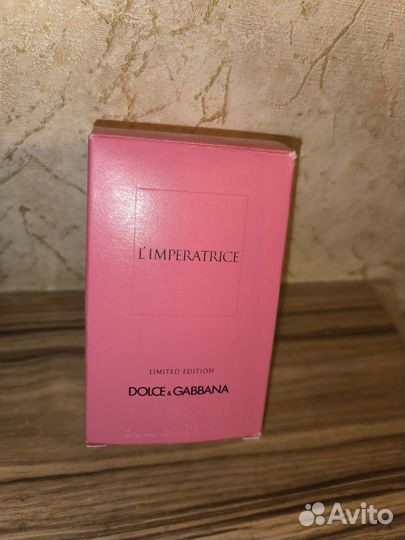 L'IMPERATRICE
LIMITED EDITION
DOLCE & GABBANA
Avito